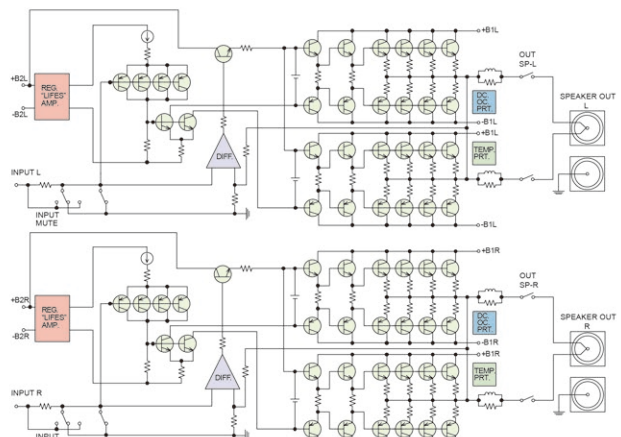 +B1L
OUT
SP-L
+B2L
REG.
"LIFES"
AMP.
-B2L
DC
OC
PRT.
SPEAKER OUT
L
-B1L
+B1L
DIFF.
TEMP.
PRT.
INPUT L
INPUT
MUTE
-B1L
+B1R
OUT
SP-R
+B2R
REG.
"LIFES"
AMP.
-B2R
DC
OC
PRT.
SPEAKER OUT
R
-B1R
+B1R
DIFF.
TEMP.
PRT.
INPUT R
INPUT